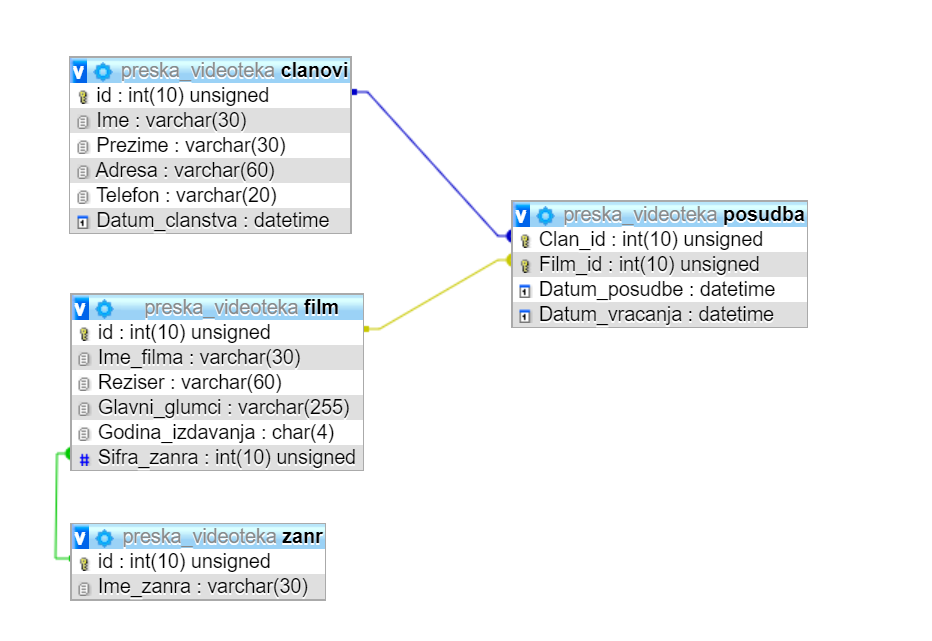 preska_videoteka clanovi
id : int(10) unsigned
Ime : varchar(30)
Prezime : varchar(30)
Adresa : varchar(60)
Telefon : varchar(20)
Datum_clanstva : datetime
preska_videoteka posudba
Clan_id : int(10) unsigned
Film_id : int(10) unsigned
Datum_posudbe : datetime
Datum_vracanja : datetime
preska_videoteka film
id : int(10) unsigned
Ime_filma : varchar(30)
Reziser : varchar(60)
Glavni_glumci : varchar(255)
Godina_izdavanja : char(4)
# Sifra_zanra : int(10) unsigned
preska_videoteka zanr
id : int(10) unsigned
Ime_zanra : varchar(30)